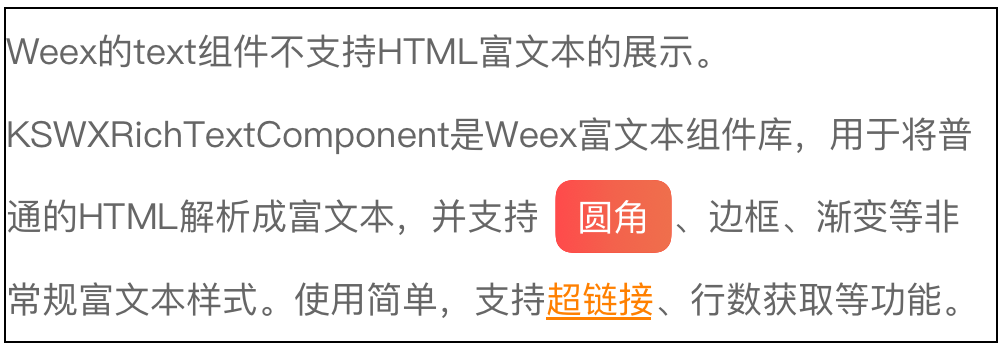 Weex的text组件不支持HTML富文本的展示。
KSWXRichTextComponent是Weex富文本组件库，用于将普
通的HTML解析成富文本，并支持 圆角 、边框、渐变等非
常规富文本样式。使用简单，支持超链接、行数获取等功能。